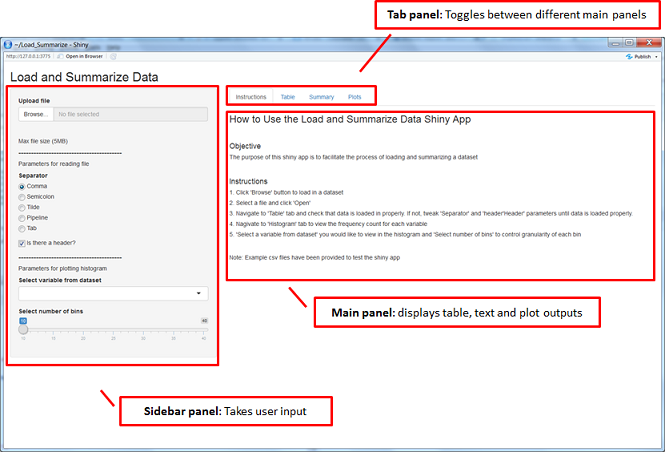 Tab panel: Toggles between different main panels
~/Load_Summarize - Shiny
http://127.0.0.1:3775 Open in Browser Publish
Load and Summarize Data
Upload file
Browse... No file selected
Max file size (5MB)
Parameters for reading file
Separator
Comma
Semicolon
Tilde
Pipeline
Tab
Is there a header?
Parameters for plotting histogram
Select variable from dataset
Select number of bins
10 40
10 15 20 25 30 35 40
Instructions Table Summary Plots
How to Use the Load and Summarize Data Shiny App
Objective
The purpose of this shiny app is to facilitate the process of loading and summarizing a dataset
Instructions
1. Click 'Browse' button to load in a dataset
2. Select a file and click 'Open'
3. Navigate to 'Table' tab and check that data is loaded in properly. If not, tweak 'Separator' and 'headerHeader' parameters until data is loaded properly.
4. Nagivate to 'Histogram' tab to view the frequency count for each variable
5. 'Select a variable from dataset' you would like to view in the histogram and 'Select number of bins' to control granularity of each bin
Note: Example csv files have been provided to test the shiny app
Main panel: displays table, text and plot outputs
Sidebar panel: Takes user input